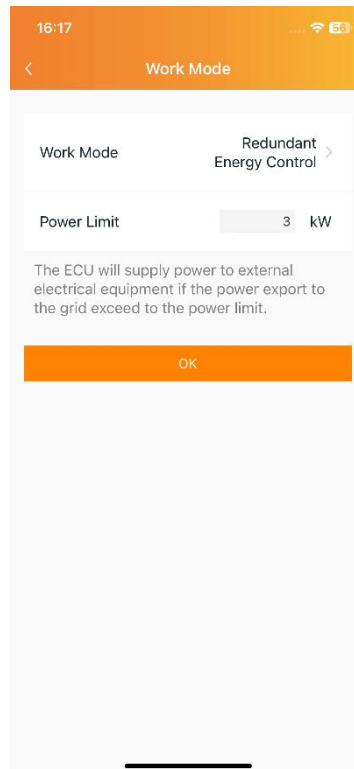 16:17
56
Work Mode
Work Mode
Redundant
Energy Control
Power Limit
3 kW
The ECU will supply power to external
electrical equipment if the power export to
the grid exceed to the power limit.
OK